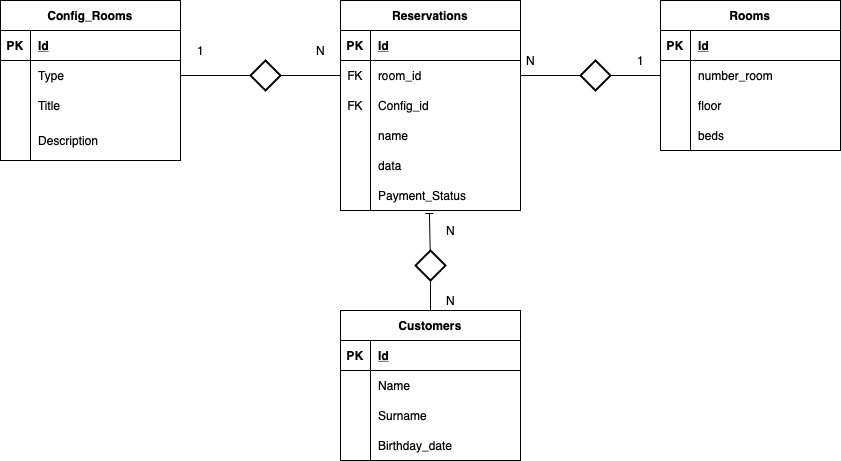 Config_Rooms
PK Id
Type
Title
Description
1
N
Reservations
PK Id
FK room_id
FK Config_id
name
data
Payment_Status
N
1
Rooms
PK Id
number_room
floor
beds
N
N
Customers
PK Id
Name
Surname
Birthday_date